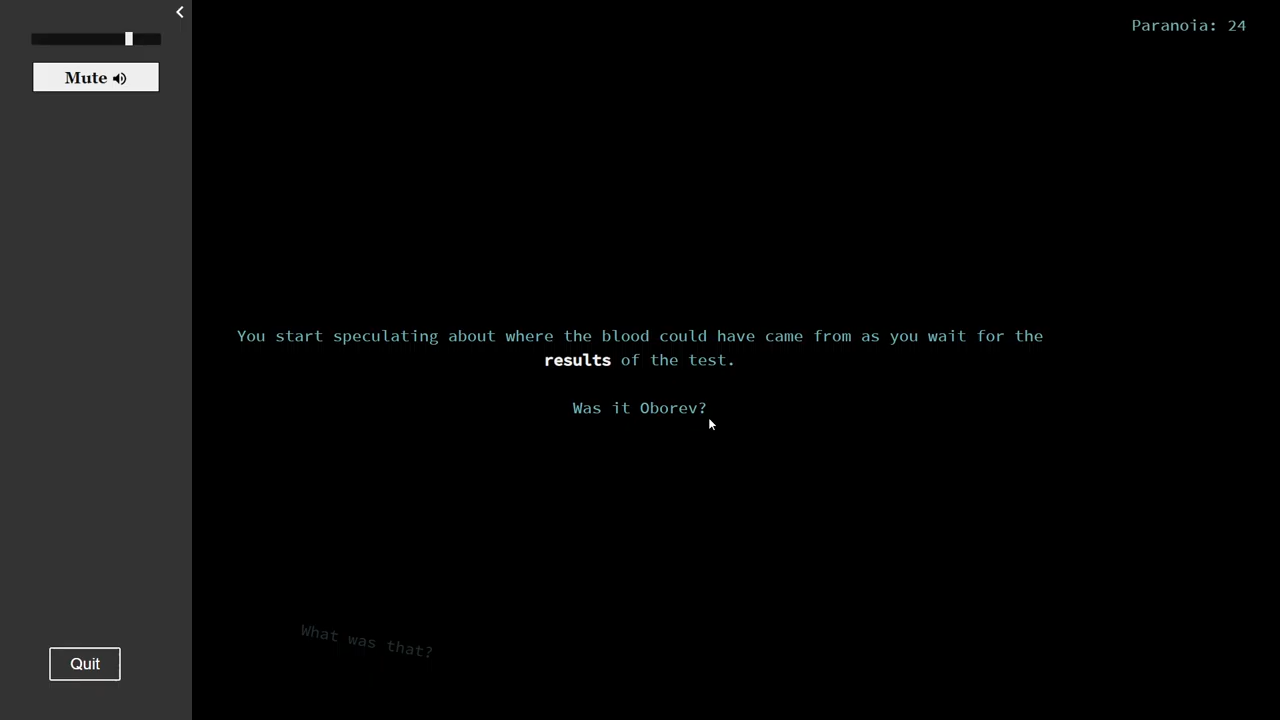 Paranoia: 24
Mute
You start speculating about where the blood could have came from as you wait for the
results of the test.
Was it Oborev?
What was that?
Quit